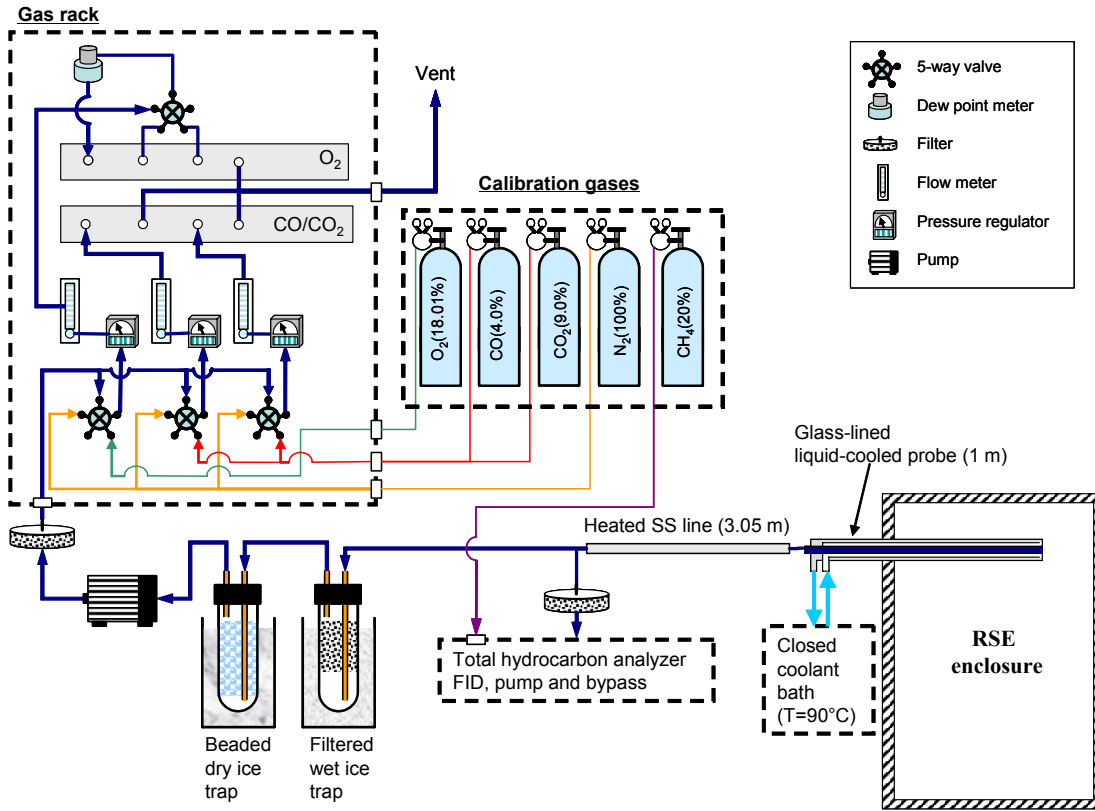 Gas rack
Vent
O2
CO/CO2
5-way valve
Dew point meter
Filter
Flow meter
Pressure regulator
Pump
Calibration gases
O2(18.01%)
CO(4.0%)
CO2(9.0%)
N2(100%)
CH4(20%)
Glass-lined
liquid-cooled probe (1 m)
Heated SS line (3.05 m)
Total hydrocarbon analyzer
FID, pump and bypass
Closed
coolant
bath
(T=90°C)
RSE
enclosure
Beaded
dry ice
trap
Filtered
wet ice
trap